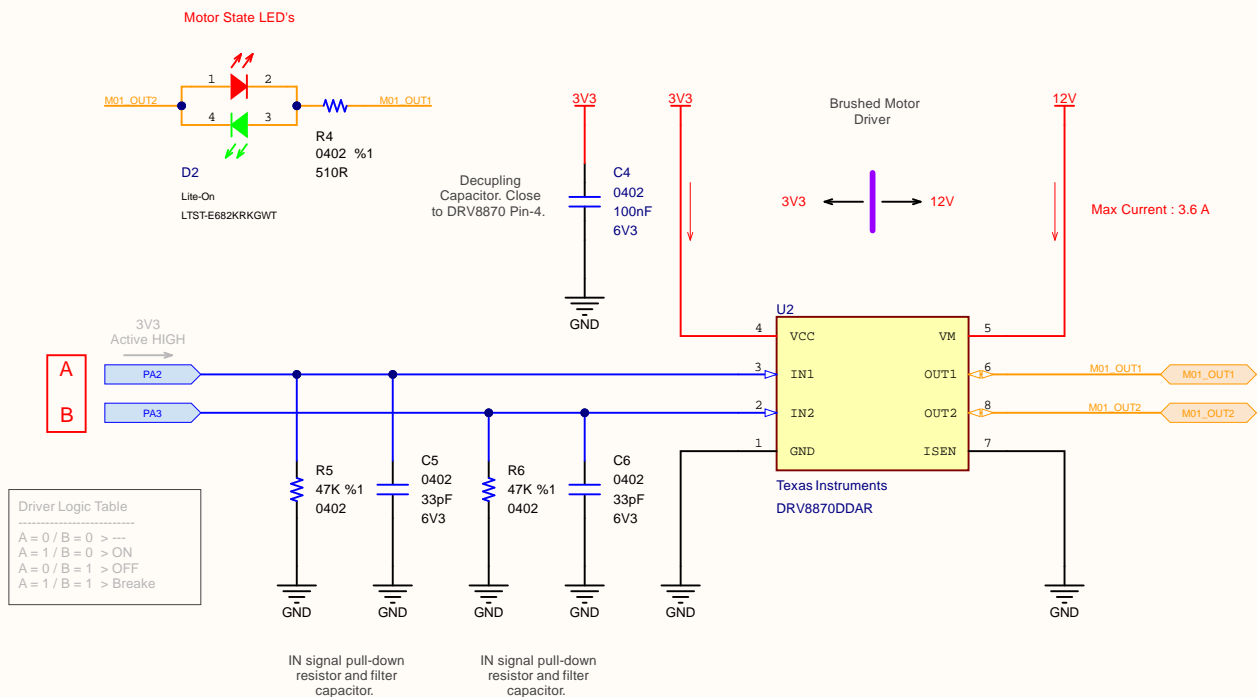 Motor State LED's
M01_OUT2
1
2
4
3
M01_OUT1
R4
0402 %1
510R
D2
Lite-On
LTST-E682KRKGWT
3V3
Decupling
Capacitor. Close
to DRV8870 Pin-4.
C4
0402
100nF
6V3
GND
3V3
Brushed Motor
Driver
3V3
12V
12V
Max Current : 3.6 A
U2
4
VCC
VM
5
3
IN1
OUT1
6
2
IN2
OUT2
8
1
GND
ISEN
7
M01_OUT1
M01_OUT1
M01_OUT2
M01_OUT2
Texas Instruments
DRV8870DDAR
3V3
Active HIGH
A
PA2
B
PA3
R5
47K %1
0402
C5
0402
33pF
6V3
R6
47K %1
0402
C6
0402
33pF
6V3
Driver Logic Table
--------------------------
A = 0 / B = 0 > ---
A = 1 / B = 0 > ON
A = 0 / B = 1 > OFF
A = 1 / B = 1 > Breake
GND
GND
GND
GND
GND
GND
IN signal pull-down
resistor and filter
capacitor.
IN signal pull-down
resistor and filter
capacitor.